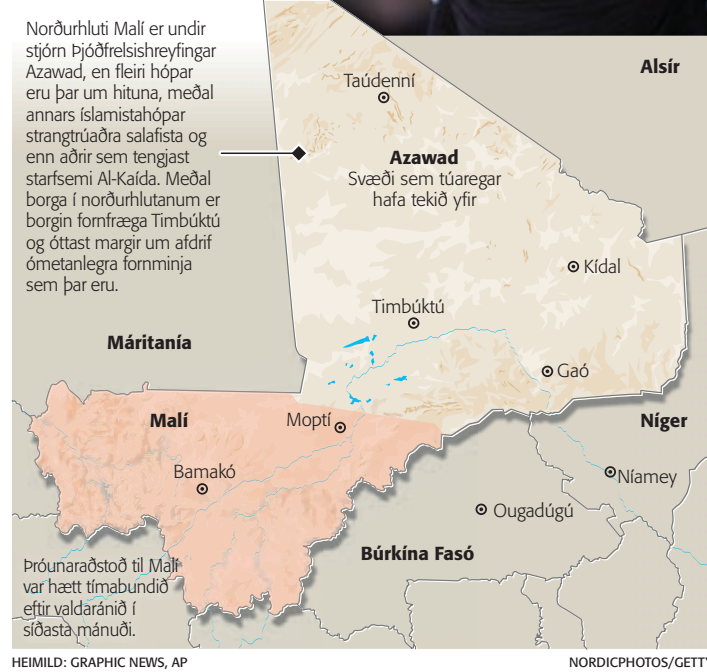 Norðurhluti Malí er undir
stjórn Þjóðfrelsishreyfingar
Azawad, en fleiri hópar
eru þar um hituna, meðal
annars íslamistahópar
strangtrúaðra salafista og
enn aðrir sem tengjast
starfsemi Al-Kaída. Meðal
borga í norðurhlutanum er
borgin fornfræga Timbúktú
og óttast margir um afdrif
ómetanlegra fornminja
sem þar eru.
Alsír
Taúdenní
Azawad
Svæði sem túaregar
hafa tekið yfir
Kídal
Timbúktú
Máritanía
Gaó
Malí
Moptí
Níger
Bamakó
Níamey
Ougadúgú
Búrkína Fasó
Þróunaraðstoð til Malí
var hætt tímabundið
eftir valdaránið í
síðasta mánuði.
HEIMILD: GRAPHIC NEWS, AP
NORDICPHOTOS/GETTY